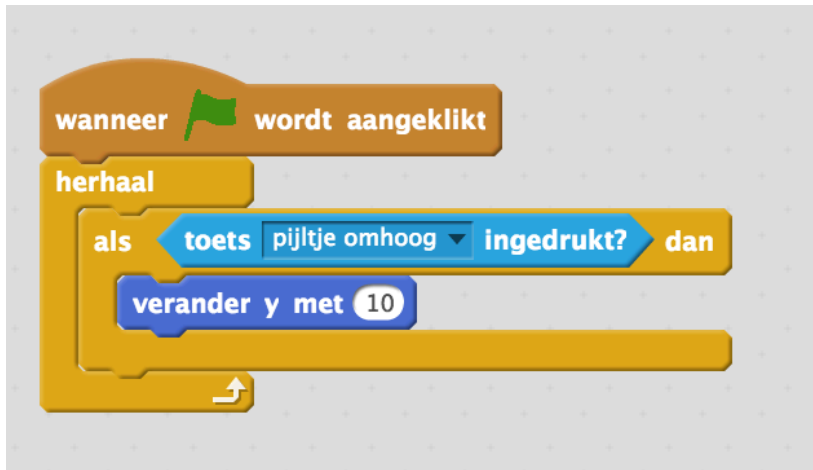 wanneer wordt aangeklikt
herhaal
als toets pijltje omhoog ingedrukt? dan
verander y met 10